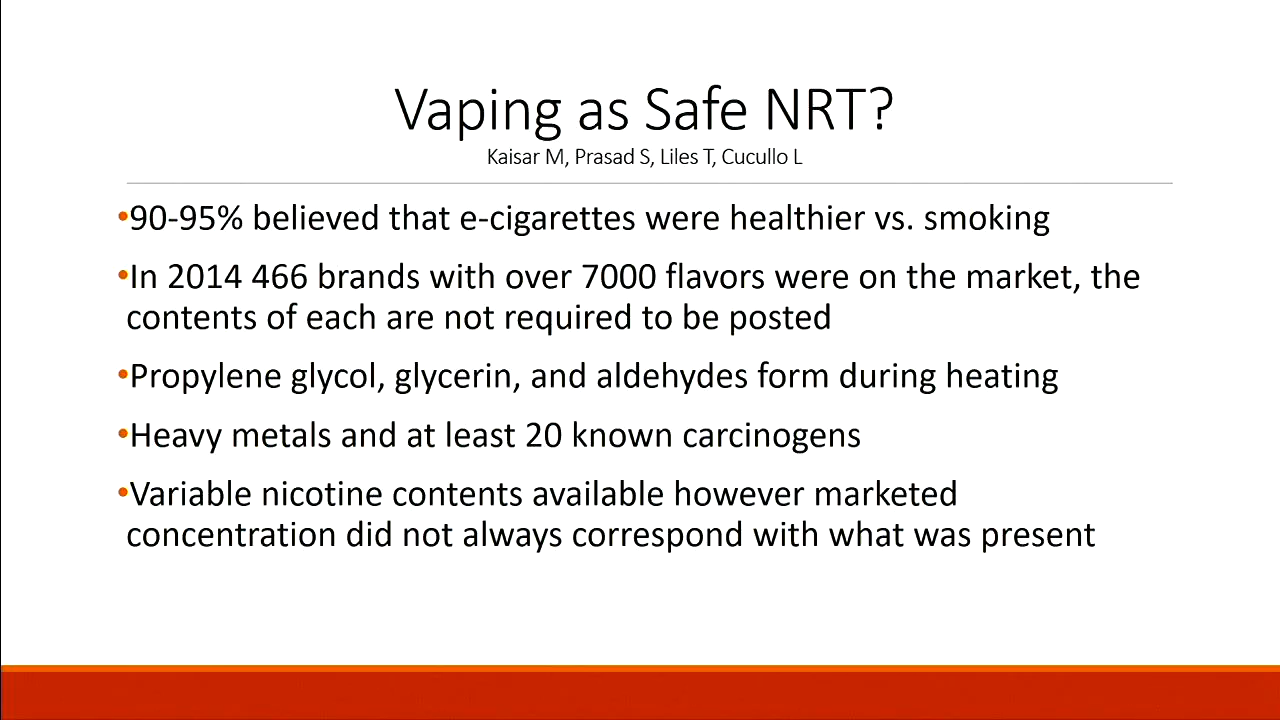 Vaping as Safe NRT?
Kaisar M, Prasad S, Liles T, Cucullo L
•90-95% believed that e-cigarettes were healthier vs. smoking
•In 2014 466 brands with over 7000 flavors were on the market, the
contents of each are not required to be posted
•Propylene glycol, glycerin, and aldehydes form during heating
•Heavy metals and at least 20 known carcinogens
•Variable nicotine contents available however marketed
concentration did not always correspond with what was present